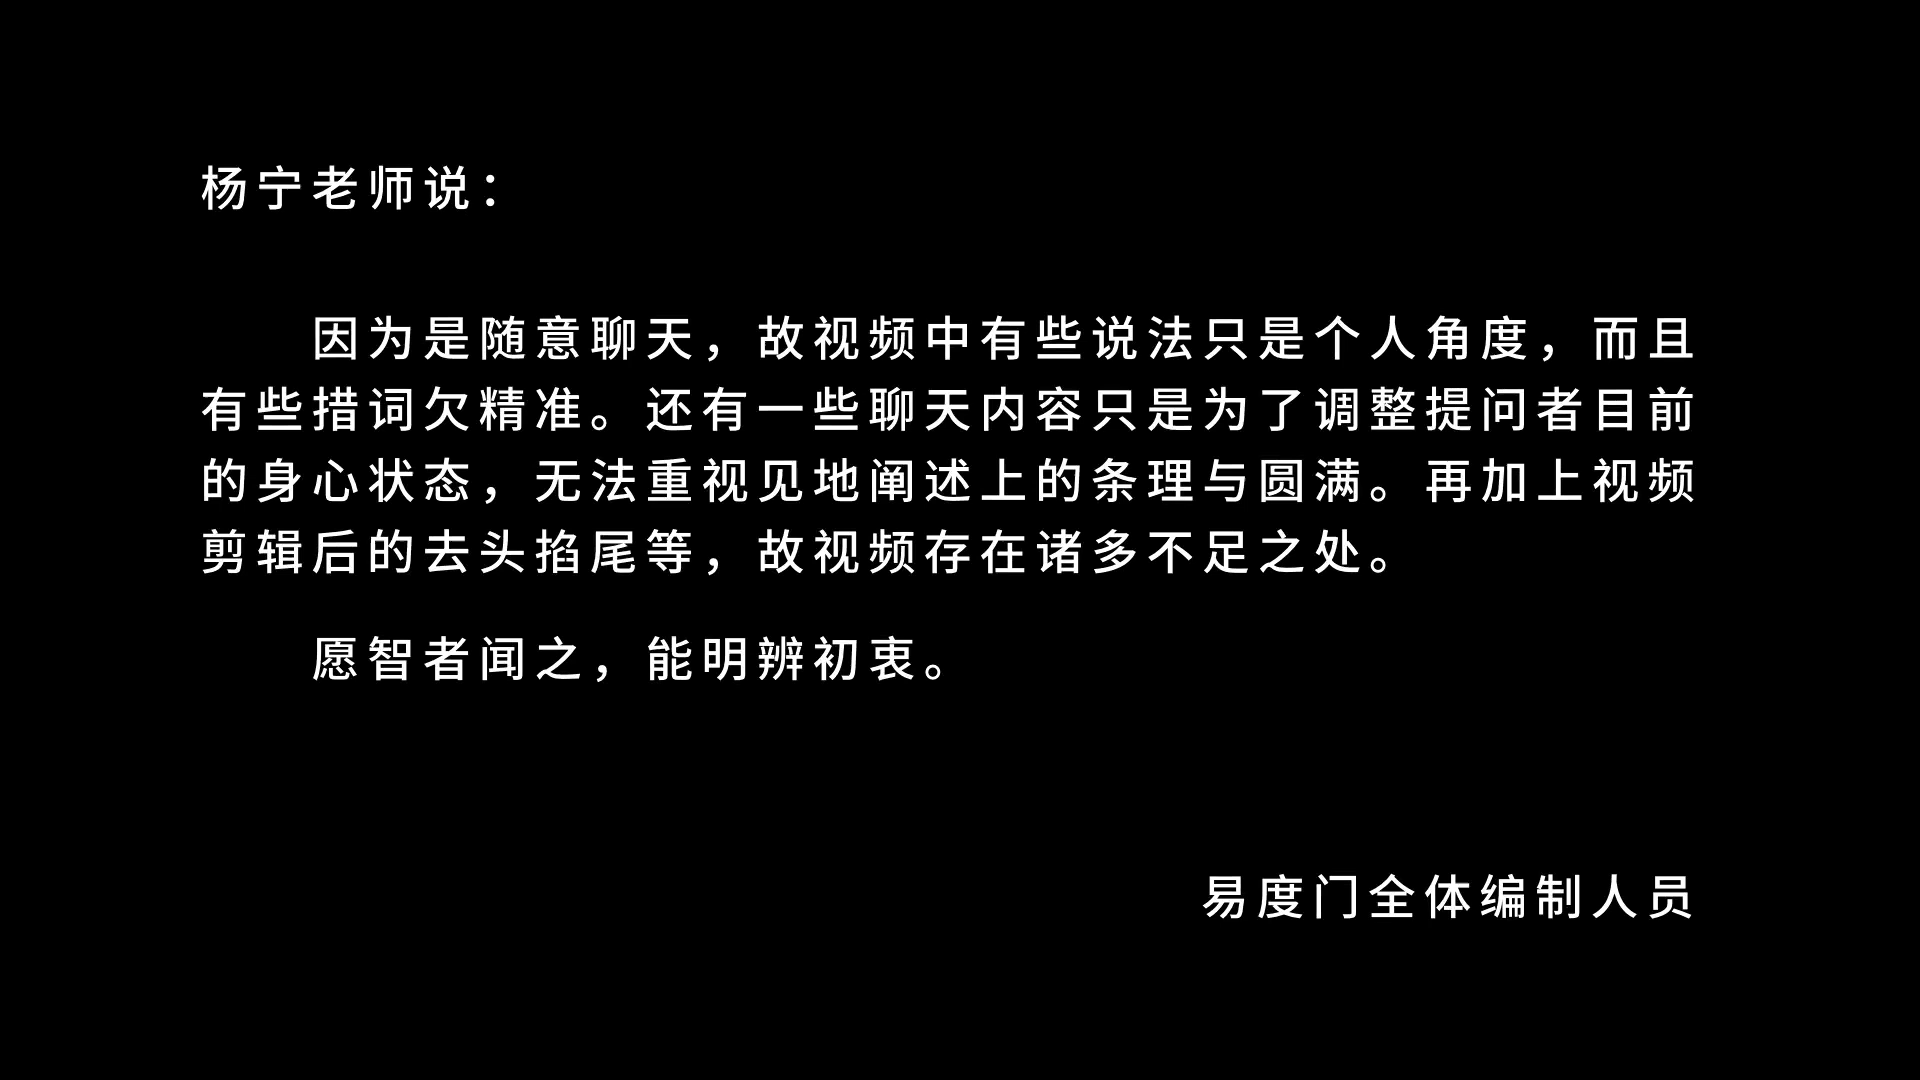 杨宁老师说：
因为是随意聊天，故视频中有些说法只是个人角度，而且
有些措词欠精准。还有一些聊天内容只是为了调整提问者目前
的身心状态，无法重视见地阐述上的条理与圆满。再加上视频
剪辑后的去头掐尾等，故视频存在诸多不足之处。
愿智者闻之，能明辨初衷。
易度门全体编制人员